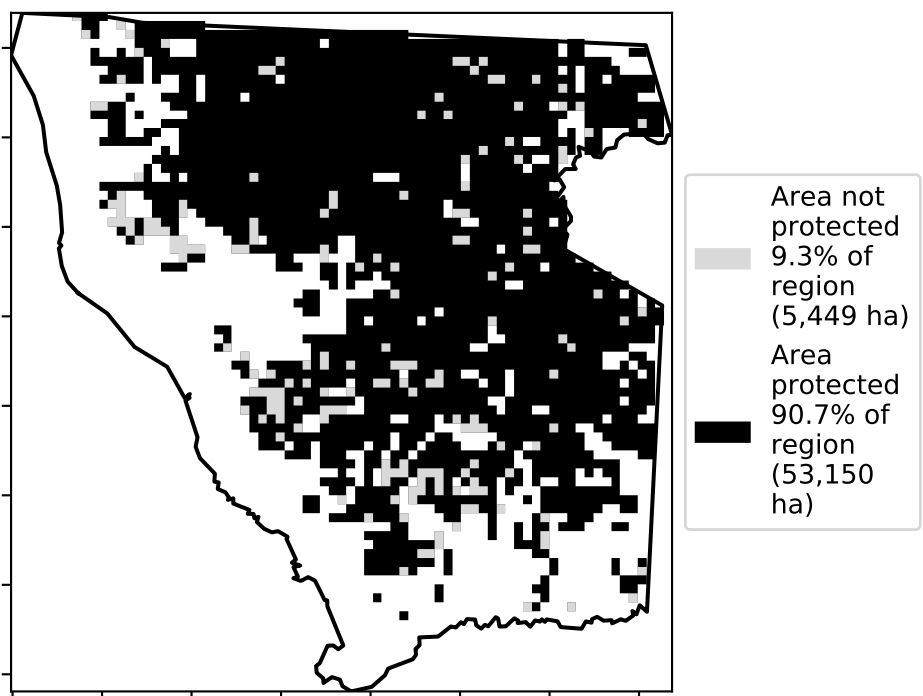 Area not
protected
9.3% of
region
(5,449 ha)
Area
protected
90.7% of
region
(53,150
ha)